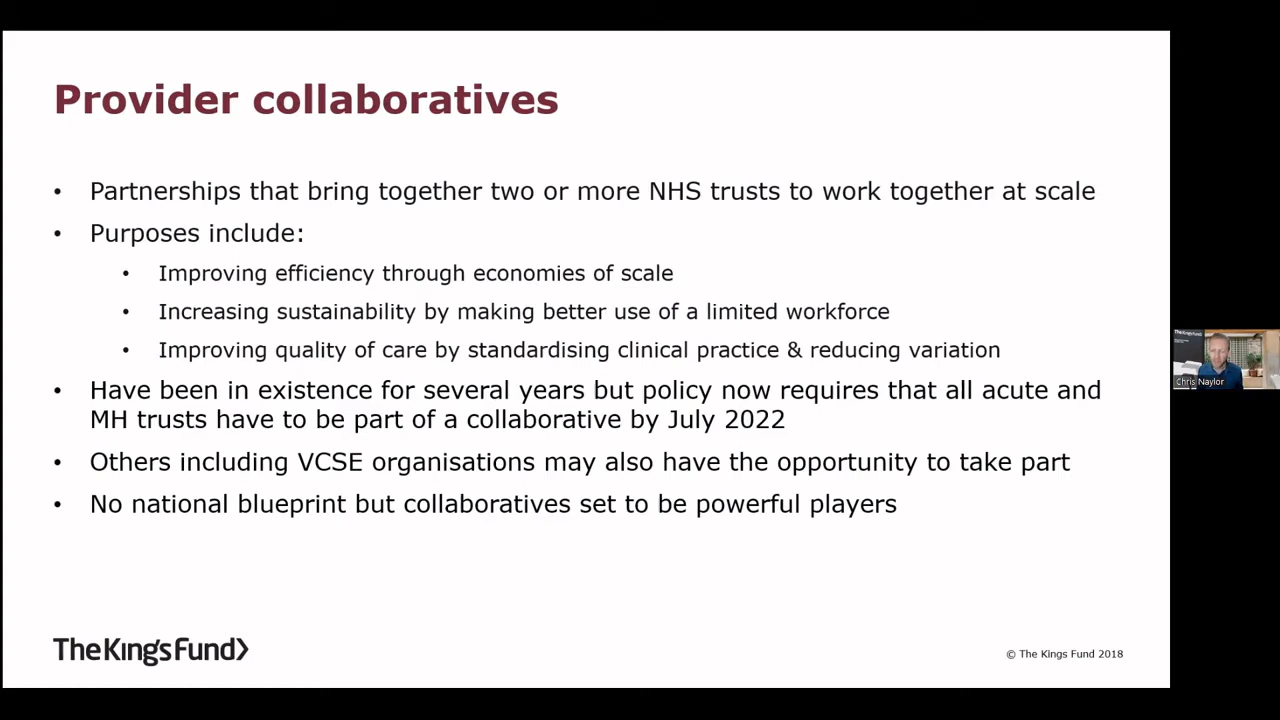 Provider collaboratives
• Partnerships that bring together two or more NHS trusts to work together at scale
• Purposes include:
• Improving efficiency through economies of scale
• Increasing sustainability by making better use of a limited workforce
• Improving quality of care by standardising clinical practice & reducing variation
• Have been in existence for several years but policy now requires that all acute and
MH trusts have to be part of a collaborative by July 2022
• Others including VCSE organisations may also have the opportunity to take part
• No national blueprint but collaboratives set to be powerful players
TheKingsFund>
© The Kings Fund 2018
TheKingsFund
Chris Naylor